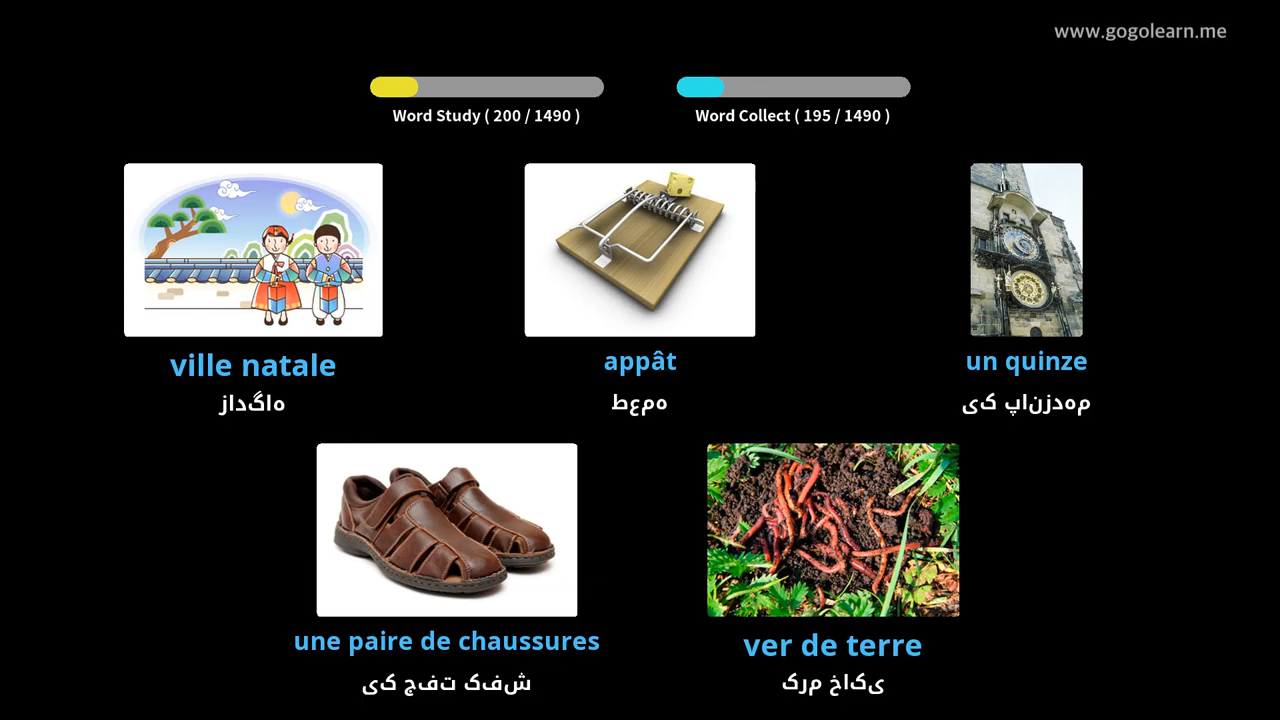 www.gogolearn.me
Word Study ( 200 / 1490 )
Word Collect ( 195 / 1490 )
ville natale
زادگاه
appât
طعمه
un quinze
یک پانزدهم
une paire de chaussures
یک جفت کفش
ver de terre
کرم خاکی